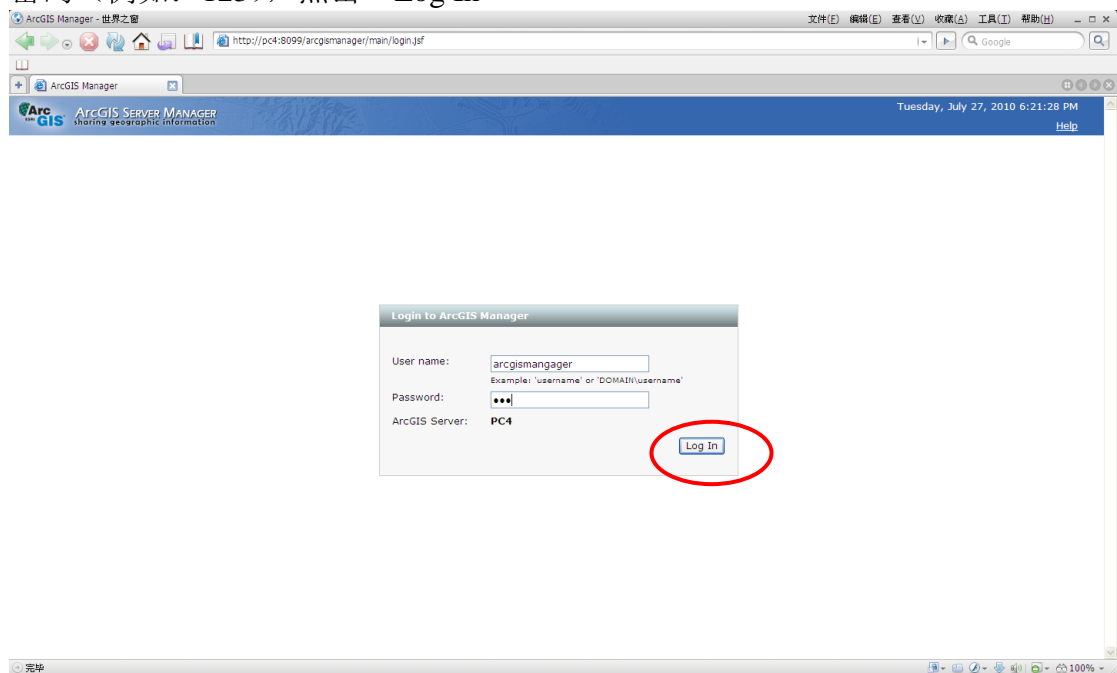 ArcGIS Manager - 世界之窗 文件(F) 编辑(E) 查看(V) 收藏(A) 工具(T) 帮助(H)
http://pc4:8099/arcgismanager/main/login.jsf Google
ArcGIS Manager
Arc GIS ArcGIS Server Manager Tuesday, July 27, 2010 6:21:28 PM
sharing geographic information Help
Login to ArcGIS Manager
User name: arcgismangager
Example: 'username' or 'DOMAIN\username'
Password: •••
ArcGIS Server: PC4
Log In
完毕 100%